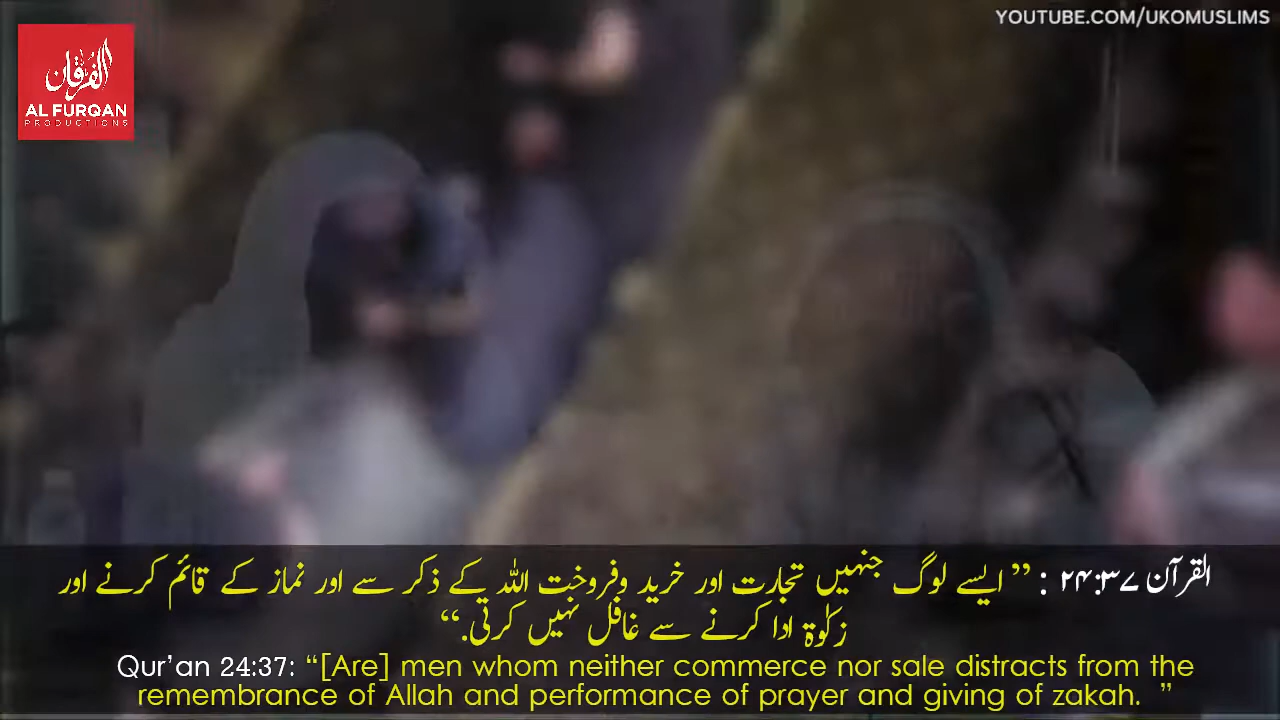 YOUTUBE.COM/UKOMUSLIMS
الفرقان
AL FURQAN
PRODUCTIONS
القرآن ۲۴:۳۷ : ”ایسے لوگ جنہیں تجارت اور خرید وفروخت اللہ کے ذکر سے اور نماز کے قائم کرنے اور
زکوٰۃ ادا کرنے سے غافل نہیں کرتی.“
Qur’an 24:37: “[Are] men whom neither commerce nor sale distracts from the
remembrance of Allah and performance of prayer and giving of zakah. ”